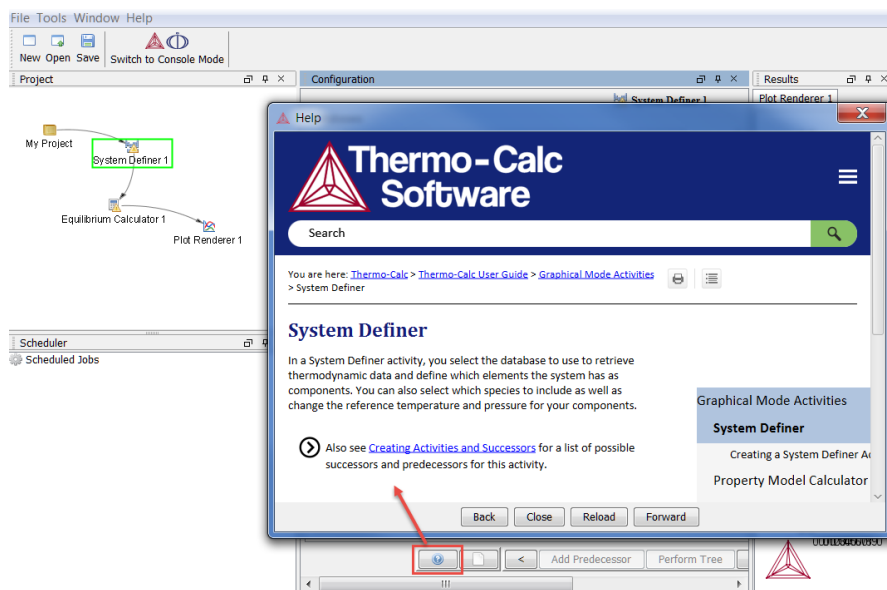 File Tools Window Help
New Open Save Switch to Console Mode
Project
Configuration
Results
System Definer 1
Plot Renderer 1
My Project
System Definer 1
Equilibrium Calculator 1
Plot Renderer 1
Scheduler
Scheduled Jobs
Help
X
Thermo-Calc
Software
Search
You are here: Thermo-Calc > Thermo-Calc User Guide > Graphical Mode Activities
> System Definer
System Definer
In a System Definer activity, you select the database to use to retrieve
thermodynamic data and define which elements the system has as
components. You can also select which species to include as well as
change the reference temperature and pressure for your components.
Also see Creating Activities and Successors for a list of possible
successors and predecessors for this activity.
Graphical Mode Activities
System Definer
Creating a System Definer
Property Model Calculator
Back Close Reload Forward
< Add Predecessor Perform Tree